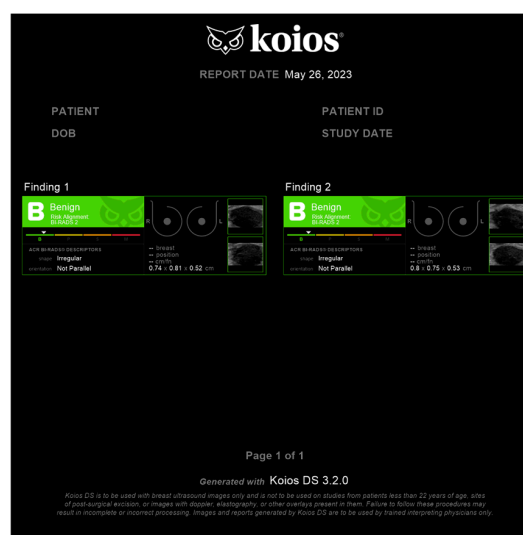 koios
REPORT DATE May 26, 2023
PATIENT PATIENT ID
DOB STUDY DATE
Finding 1 Finding 2
B Benign
Risk Alignment
BI-RADS 2
R L
B
ACR BI-RADS® DESCRIPTORS
shape Irregular
orientation Not Parallel
-- breast
-- position
-- cm/fn
0.74 x 0.81 x 0.52 cm
B Benign
Risk Alignment
BI-RADS 2
R L
B
ACR BI-RADS® DESCRIPTORS
shape Irregular
orientation Not Parallel
-- breast
-- position
-- cm/fn
0.8 x 0.75 x 0.53 cm
Page 1 of 1
Generated with Koios DS 3.2.0
Koios DS is to be used with breast ultrasound images only and is not to be used on studies from patients less than 22 years of age, sites
of post-surgical excision, or images with doppler, elastography, or other overlays present in them. Failure to follow these procedures may
result in incomplete or incorrect processing. Images and reports generated by Koios DS are to be used by trained interpreting physicians only.